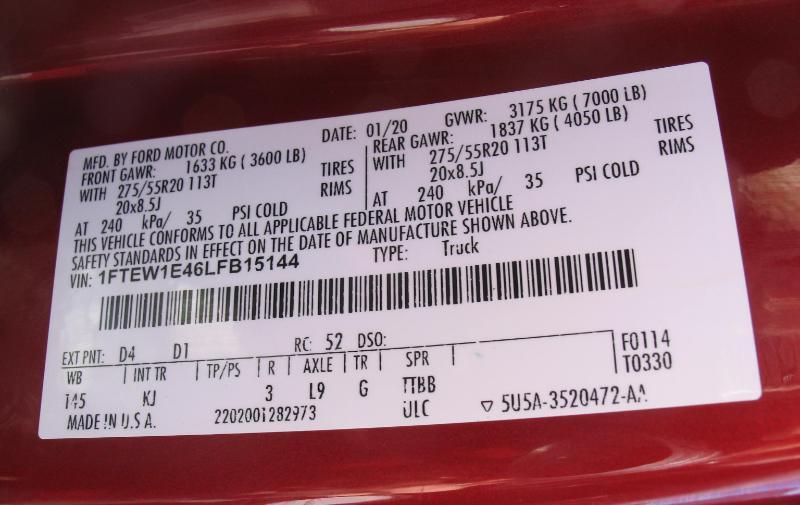 MFD. BY FORD MOTOR CO. DATE: 01/20 GVWR: 3175 KG ( 7000 LB)
FRONT GAWR: 1633 KG ( 3600 LB) REAR GAWR: 1837 KG ( 4050 LB)
WITH 275/55R20 113T TIRES WITH 275/55R20 113T TIRES
20x8.5J RIMS 20x8.5J RIMS
AT 240 kPa/ 35 PSI COLD AT 240 kPa/ 35 PSI COLD
THIS VEHICLE CONFORMS TO ALL APPLICABLE FEDERAL MOTOR VEHICLE
SAFETY STANDARDS IN EFFECT ON THE DATE OF MANUFACTURE SHOWN ABOVE.
VIN: 1FTEW1E46LFB15144 TYPE: Truck
EXT PNT: D4 D1 RC: 52 DSO: F0114
WB INT TR TP/PS R AXLE TR SPR T0330
145 KJ 3 L9 G TTBB
MADE IN U.S.A. 2202001282973 ULC ▽ 5U5A-3520472-AA